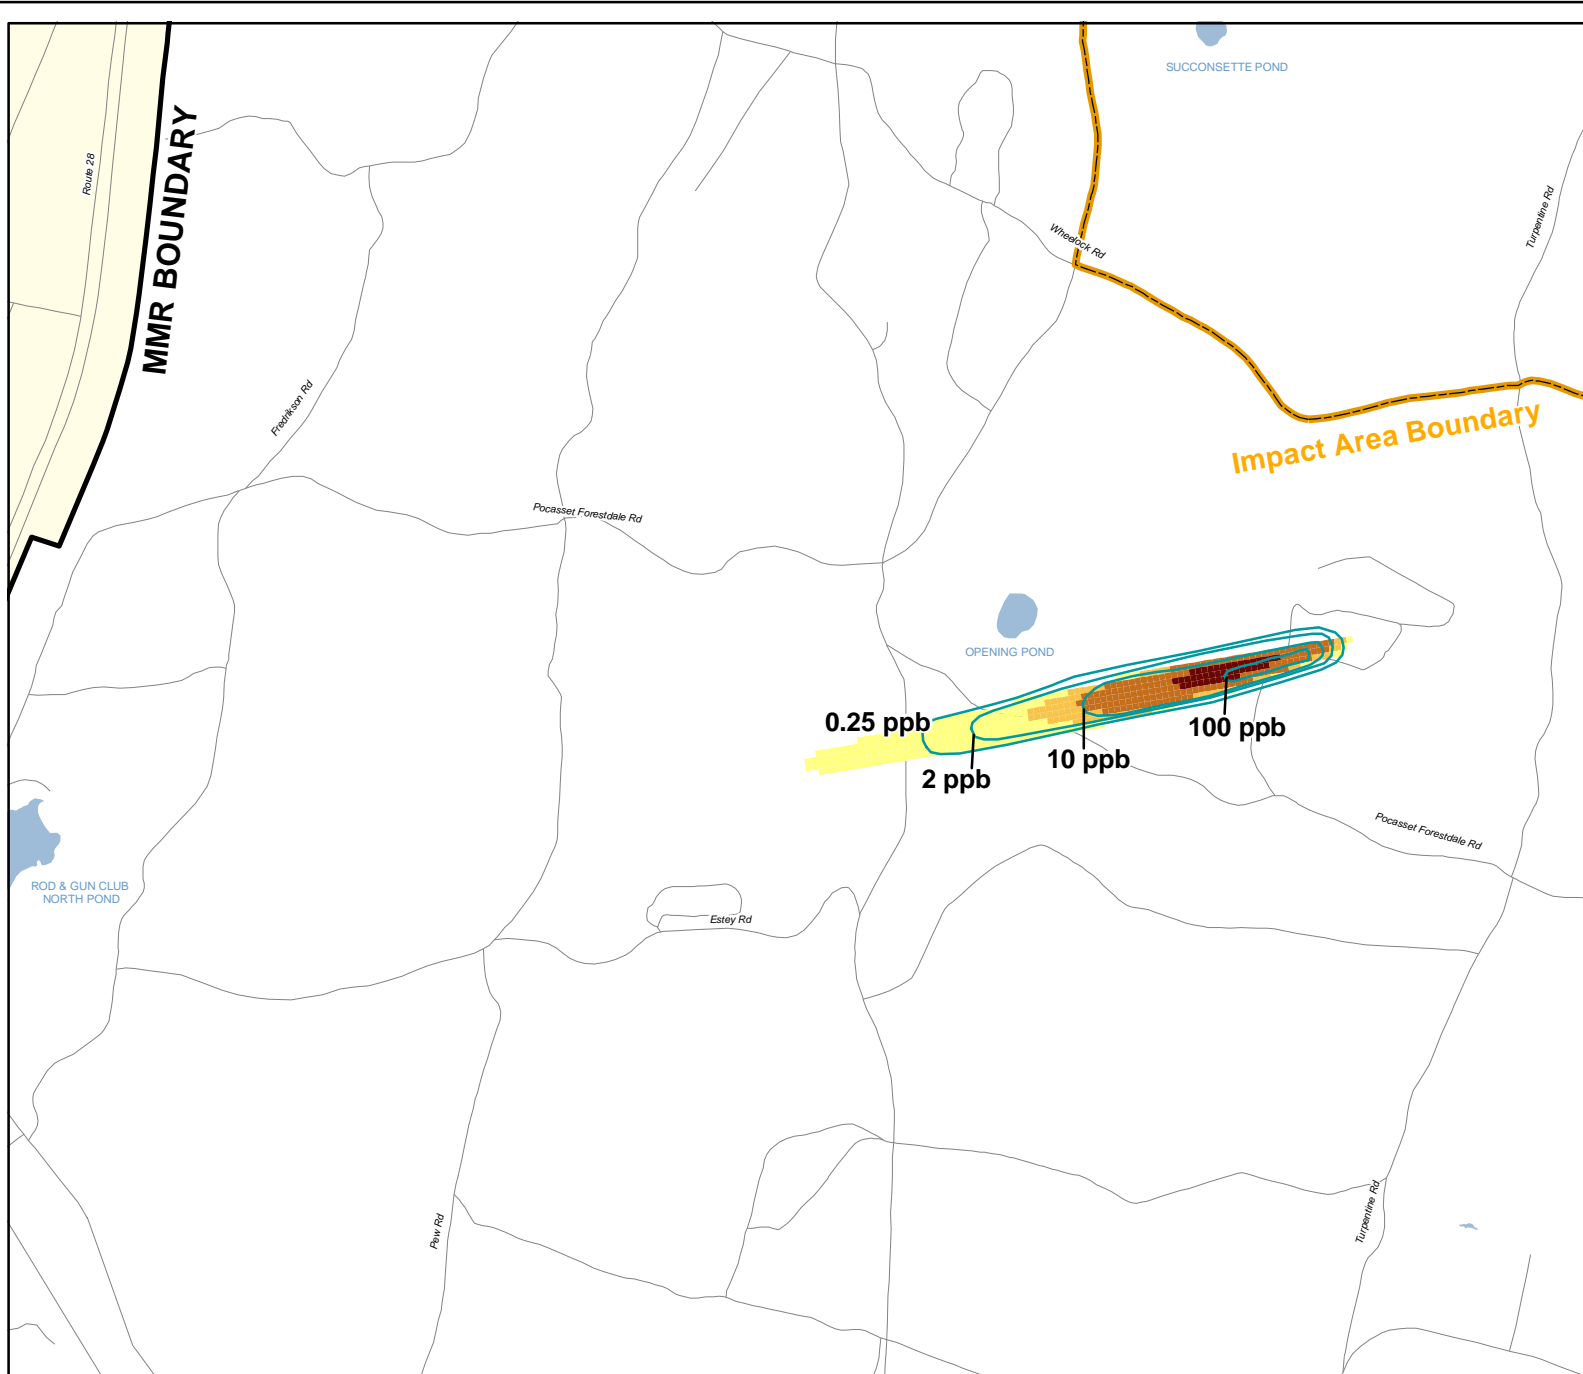 SUCCONSETTE POND
MMR BOUNDARY
Route 28
Turpentine Rd
Wheelock Rd
Fredrikson Rd
Impact Area Boundary
Pocasset Forestdale Rd
OPENING POND
0.25 ppb
100 ppb
10 ppb
2 ppb
Pocasset Forestdale Rd
ROD & GUN CLUB
NORTH POND
Estey Rd
Pew Rd
Turpentine Rd